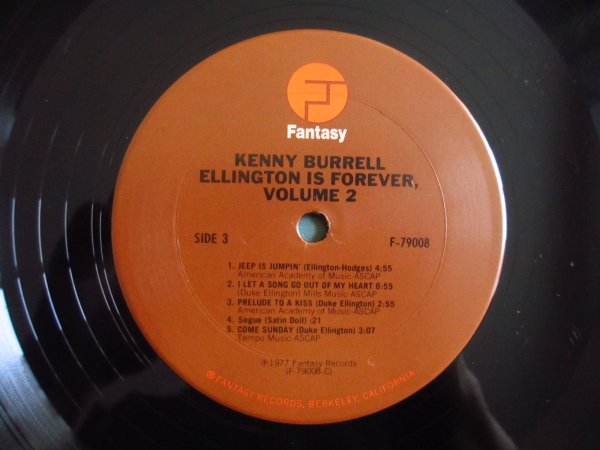 Fantasy
KENNY BURRELL
ELLINGTON IS FOREVER,
VOLUME 2
SIDE 3
F-79008
1. JEEP IS JUMPIN' (Ellington-Hodges) 4:55
American Academy of Music-ASCAP
2. I LET A SONG GO OUT OF MY HEART 6:55
(Duke Ellington) Mills Music-ASCAP
3. PRELUDE TO A KISS (Duke Ellington) 2:55
American Academy of Music-ASCAP
4. Segue (Satin Doll) :21
5. COME SUNDAY (Duke Ellington) 3:07
Tempo Music-ASCAP
℗1977 Fantasy Records
(F-79008-C)
℗ FANTASY RECORDS, BERKELEY, CALIFORNIA